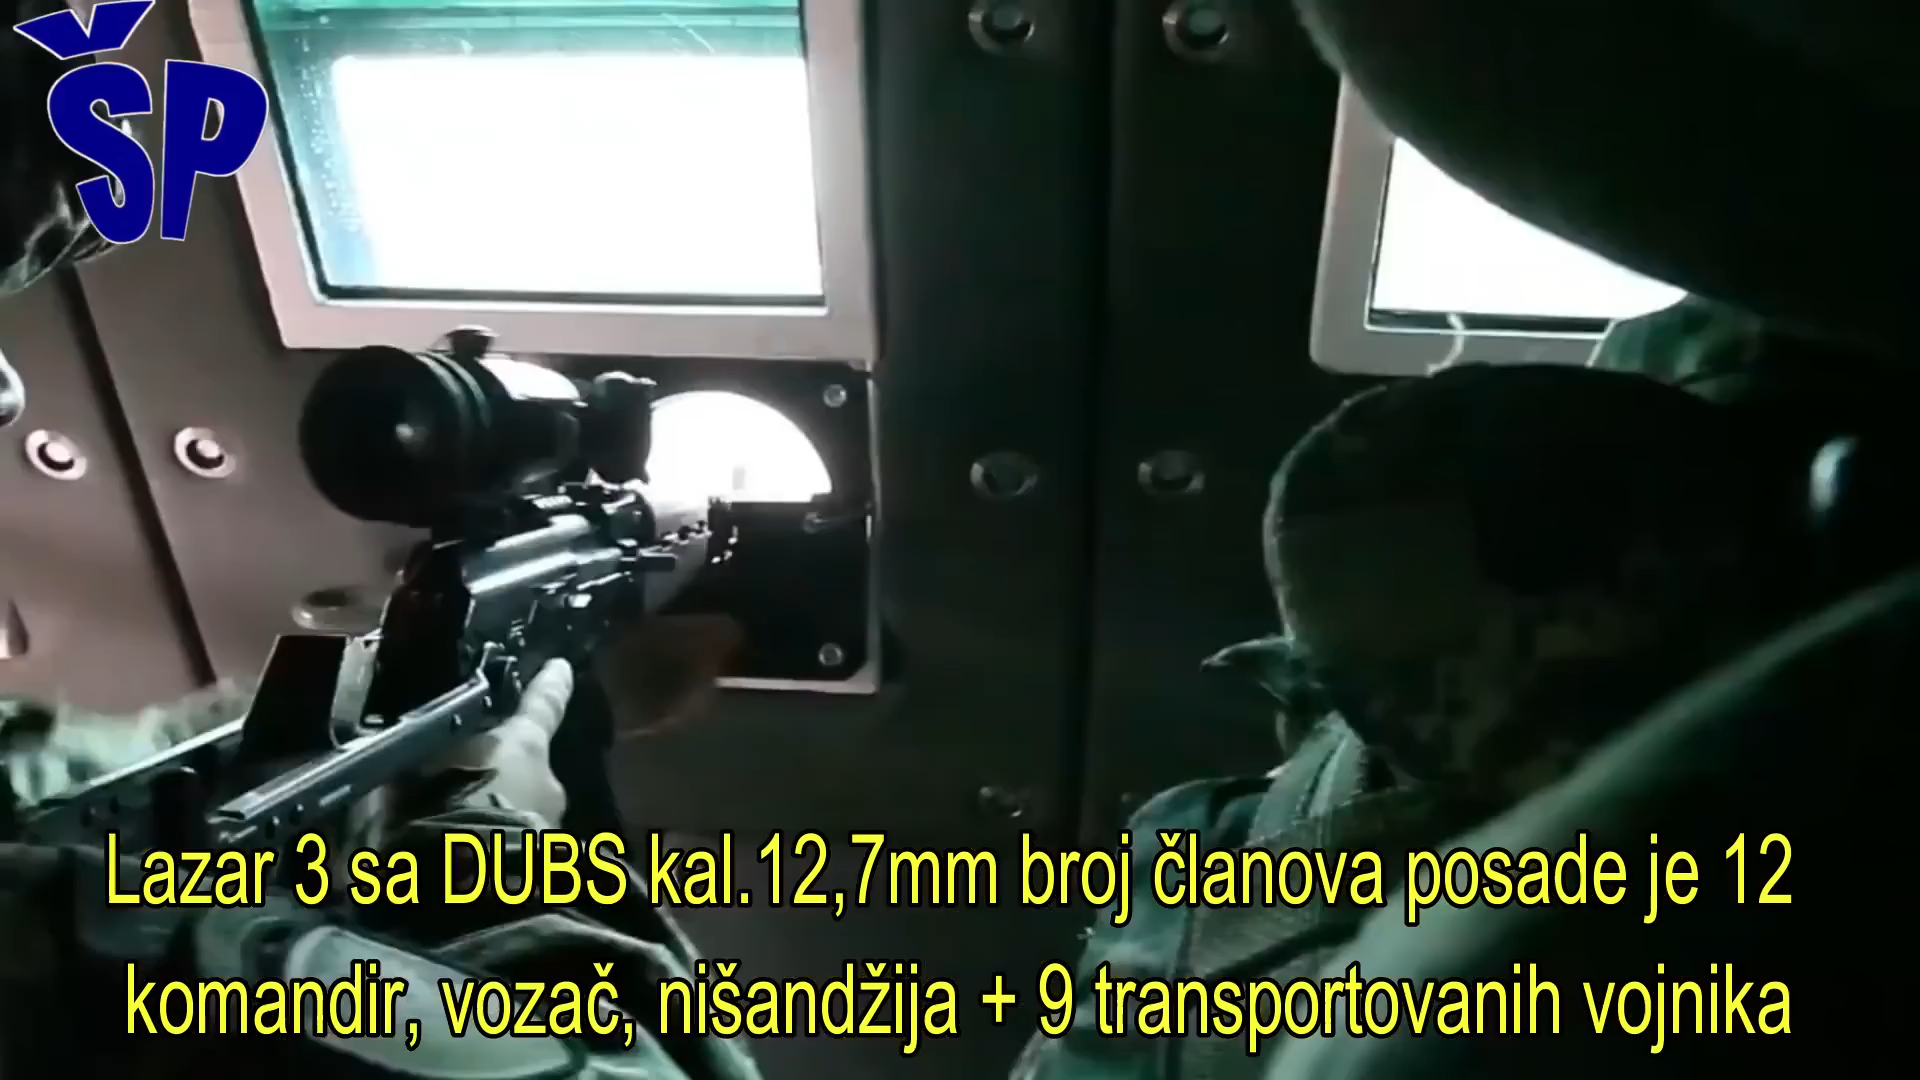 ŠP
Lazar 3 sa DUBS kal.12,7mm broj članova posade je 12
komandir, vozač, nišandžija + 9 transportovanih vojnika